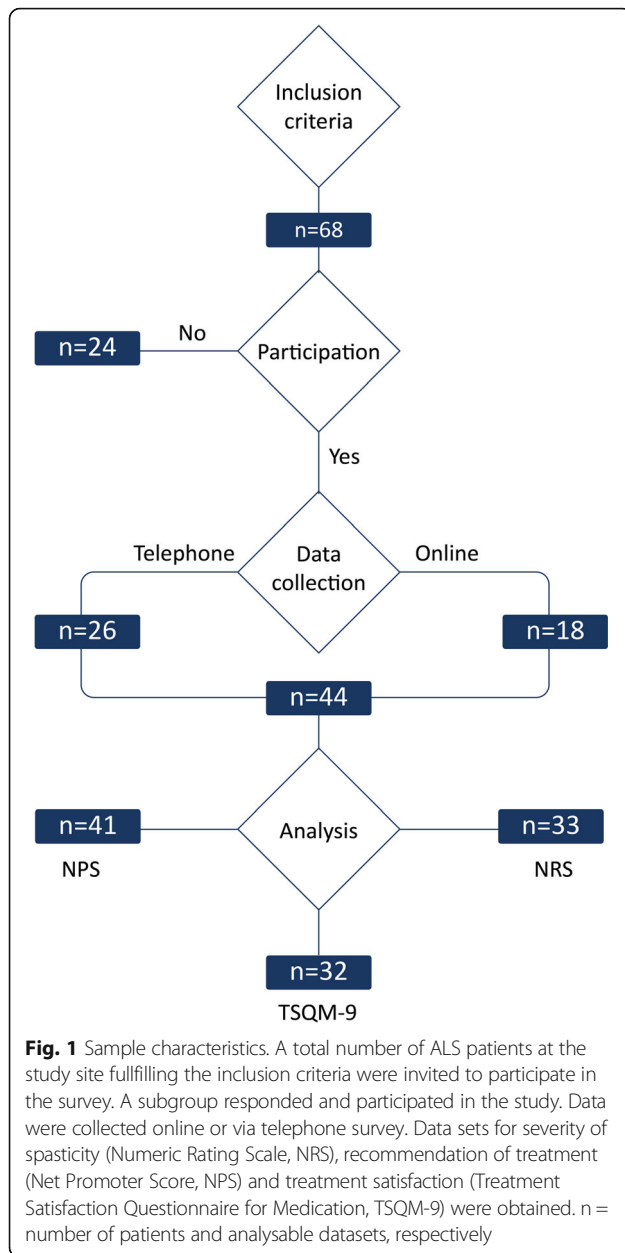 Inclusion
criteria
n=68
No
n=24
Participation
Yes
Telephone
Data
collection
Online
n=26
n=18
n=44
n=41
Analysis
n=33
NPS
NRS
n=32
TSQM-9
Fig. 1 Sample characteristics. A total number of ALS patients at the
study site fullfilling the inclusion criteria were invited to participate in
the survey. A subgroup responded and participated in the study. Data
were collected online or via telephone survey. Data sets for severity of
spasticity (Numeric Rating Scale, NRS), recommendation of treatment
(Net Promoter Score, NPS) and treatment satisfaction (Treatment
Satisfaction Questionnaire for Medication, TSQM-9) were obtained. n =
number of patients and analysable datasets, respectively